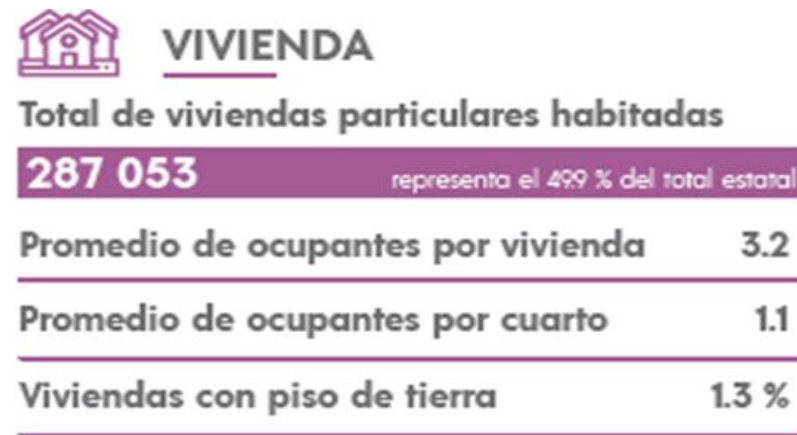 VIVIENDA
Total de viviendas particulares habitadas
287 053 representa el 49.9 % del total estatal
Promedio de ocupantes por vivienda 3.2
Promedio de ocupantes por cuarto 1.1
Viviendas con piso de tierra 1.3 %